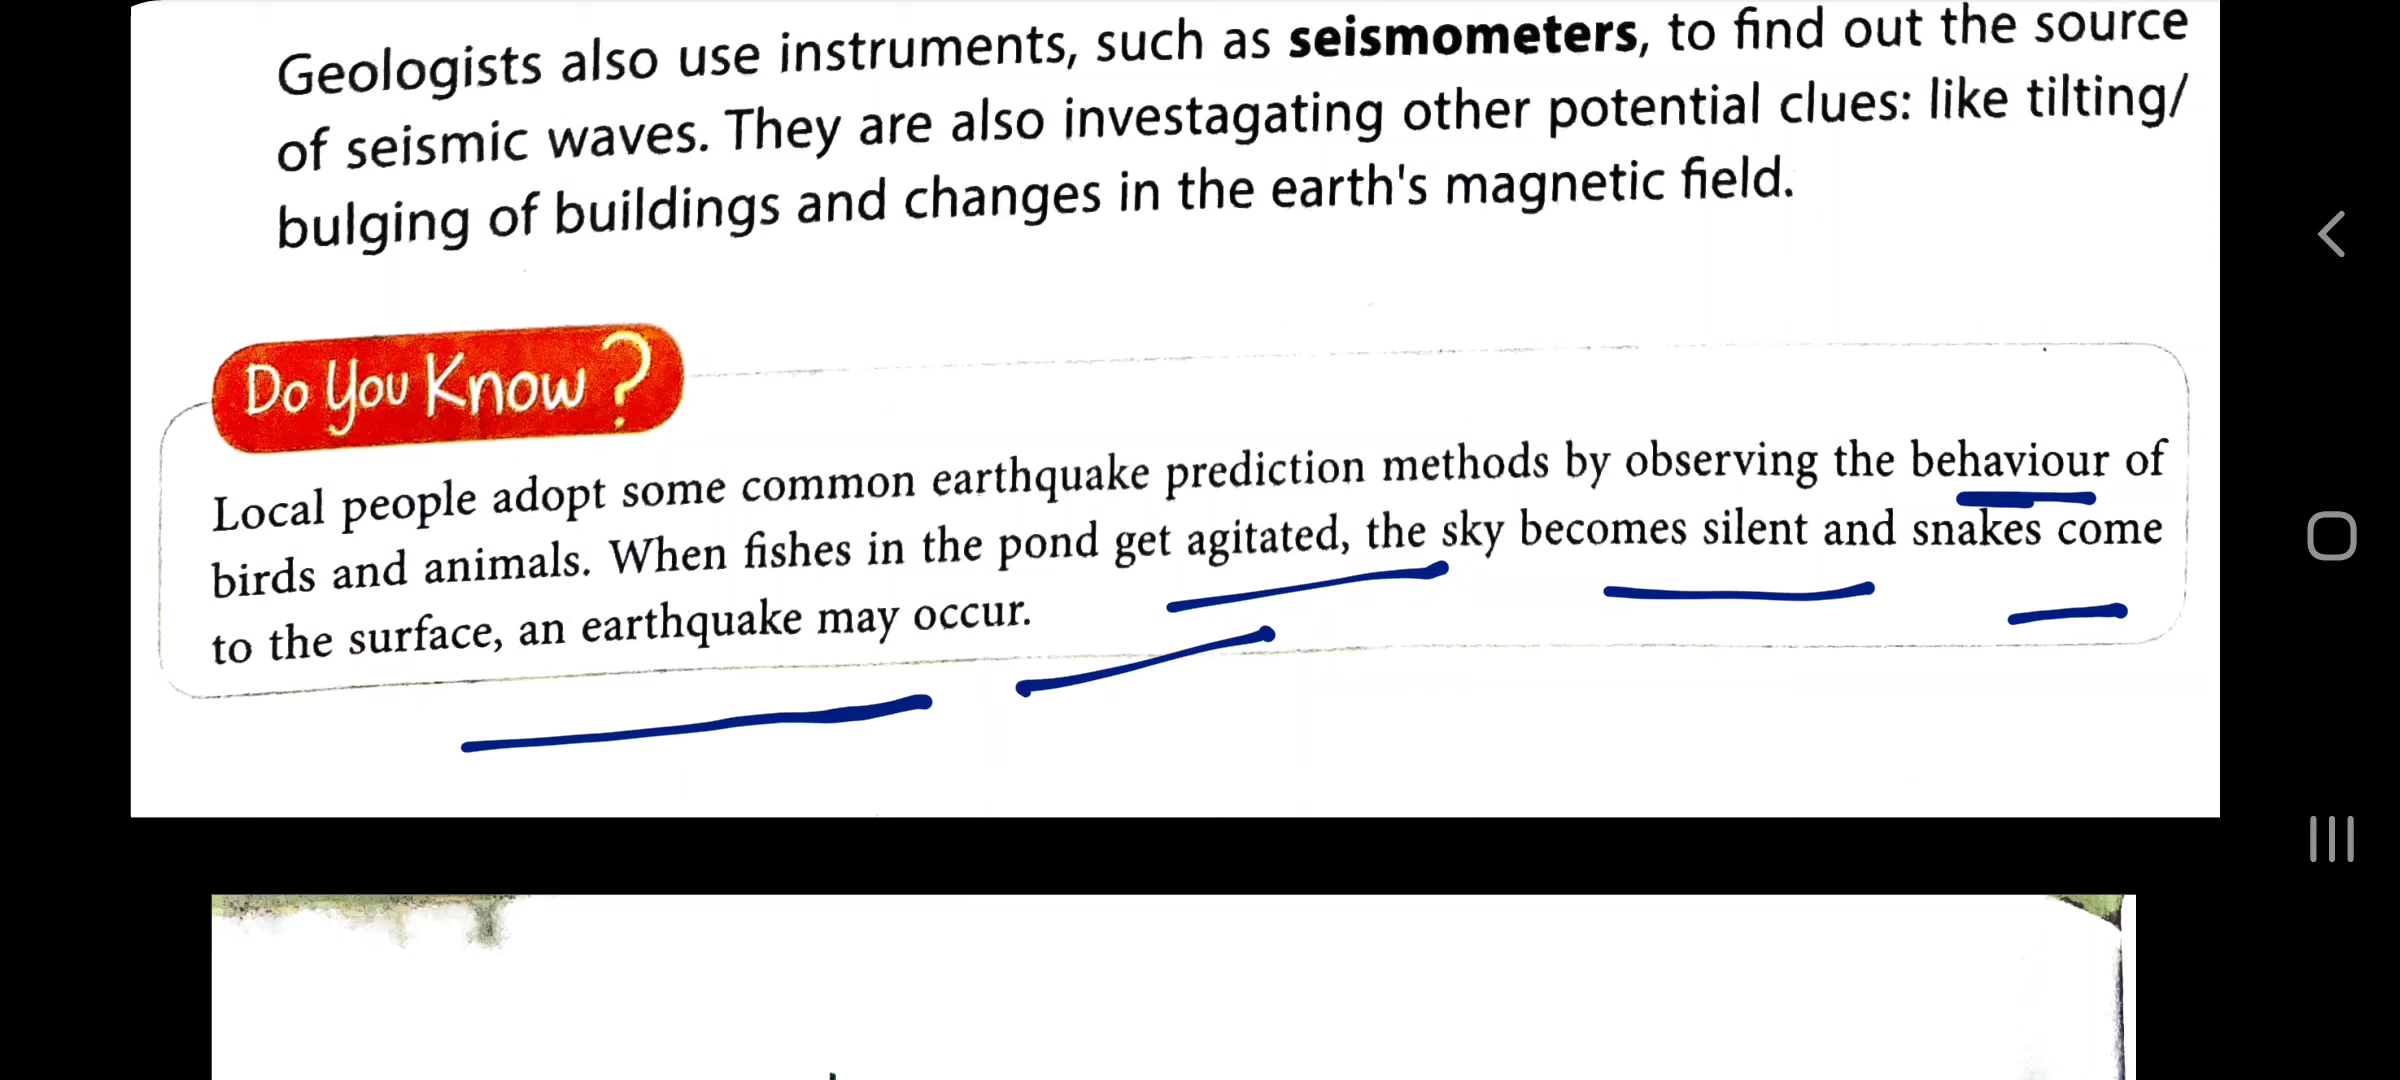 Geologists also use instruments, such as seismometers, to find out the source
of seismic waves. They are also investagating other potential clues: like tilting/
bulging of buildings and changes in the earth's magnetic field.
Do You Know?
Local people adopt some common earthquake prediction methods by observing the behaviour of
birds and animals. When fishes in the pond get agitated, the sky becomes silent and snakes come
to the surface, an earthquake may occur.